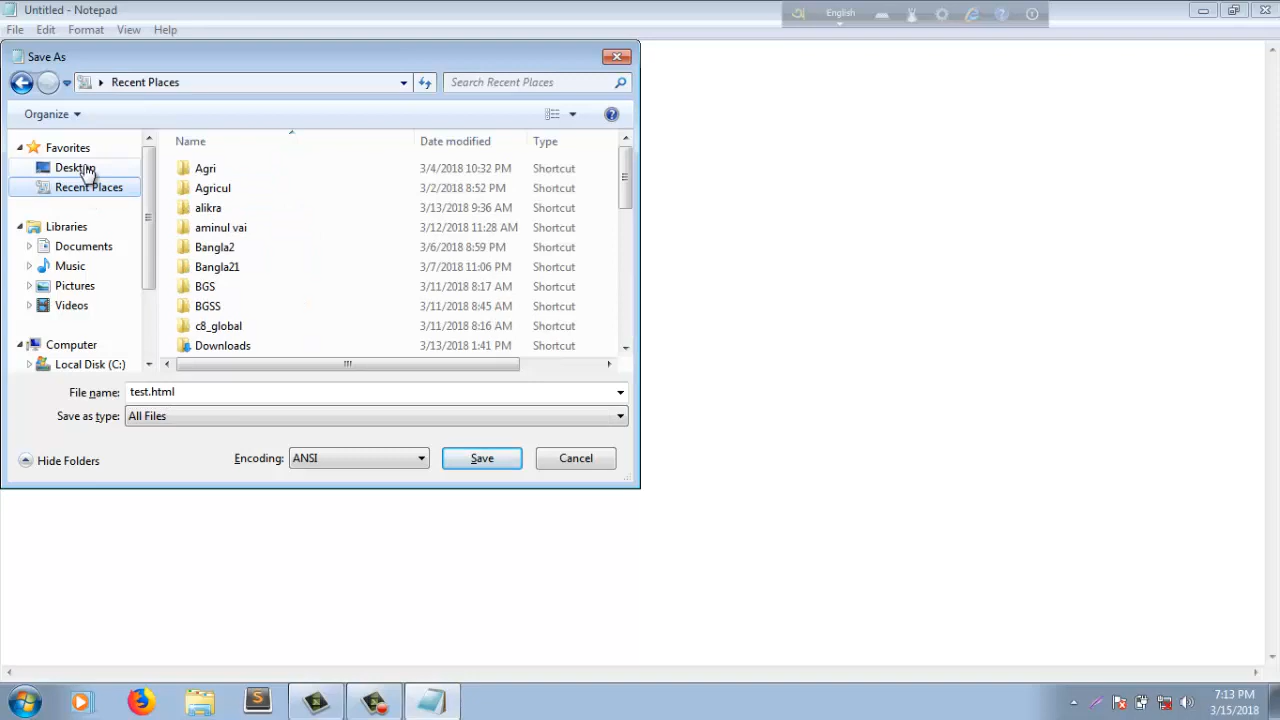 Untitled - Notepad
English
File Edit Format View Help
Save As
Recent Places
Search Recent Places
Organize
Name Date modified Type
Favorites
Desktop
Recent Places
Libraries
Documents
Music
Pictures
Videos
Computer
Local Disk (C:)
Agri 3/4/2018 10:32 PM Shortcut
Agricul 3/2/2018 8:52 PM Shortcut
alikra 3/13/2018 9:36 AM Shortcut
aminul vai 3/12/2018 11:28 AM Shortcut
Bangla2 3/6/2018 8:59 PM Shortcut
Bangla21 3/7/2018 11:06 PM Shortcut
BGS 3/11/2018 8:17 AM Shortcut
BGSS 3/11/2018 8:45 AM Shortcut
c8_global 3/11/2018 8:16 AM Shortcut
Downloads 3/13/2018 1:41 PM Shortcut
File name: test.html
Save as type: All Files
Hide Folders
Encoding: ANSI
Save
Cancel
7:13 PM
3/15/2018